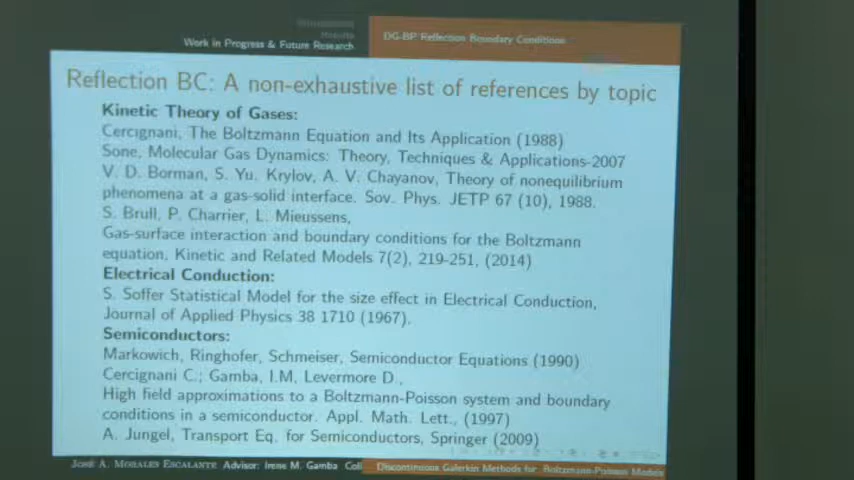 Results
Work in Progress & Future Research
DG-BP Reflection Boundary Conditions
Reflection BC: A non-exhaustive list of references by topic
Kinetic Theory of Gases:
Cercignani, The Boltzmann Equation and Its Application (1988)
Sone, Molecular Gas Dynamics: Theory, Techniques & Applications-2007
V. D. Borman, S. Yu. Krylov, A. V. Chayanov, Theory of nonequilibrium
phenomena at a gas-solid interface. Sov. Phys. JETP 67 (10), 1988.
S. Brull, P. Charrier, L. Mieussens,
Gas-surface interaction and boundary conditions for the Boltzmann
equation, Kinetic and Related Models 7(2), 219-251, (2014)
Electrical Conduction:
S. Soffer Statistical Model for the size effect in Electrical Conduction,
Journal of Applied Physics 38 1710 (1967).
Semiconductors:
Markowich, Ringhofer, Schmeiser, Semiconductor Equations (1990)
Cercignani C.; Gamba, I.M, Levermore D.,
High field approximations to a Boltzmann-Poisson system and boundary
conditions in a semiconductor. Appl. Math. Lett., (1997)
A. Jungel, Transport Eq. for Semiconductors, Springer (2009)
José A. Morales Escalante Advisor: Irene M. Gamba Coll
Discontinuous Galerkin Methods for Boltzmann-Poisson Models